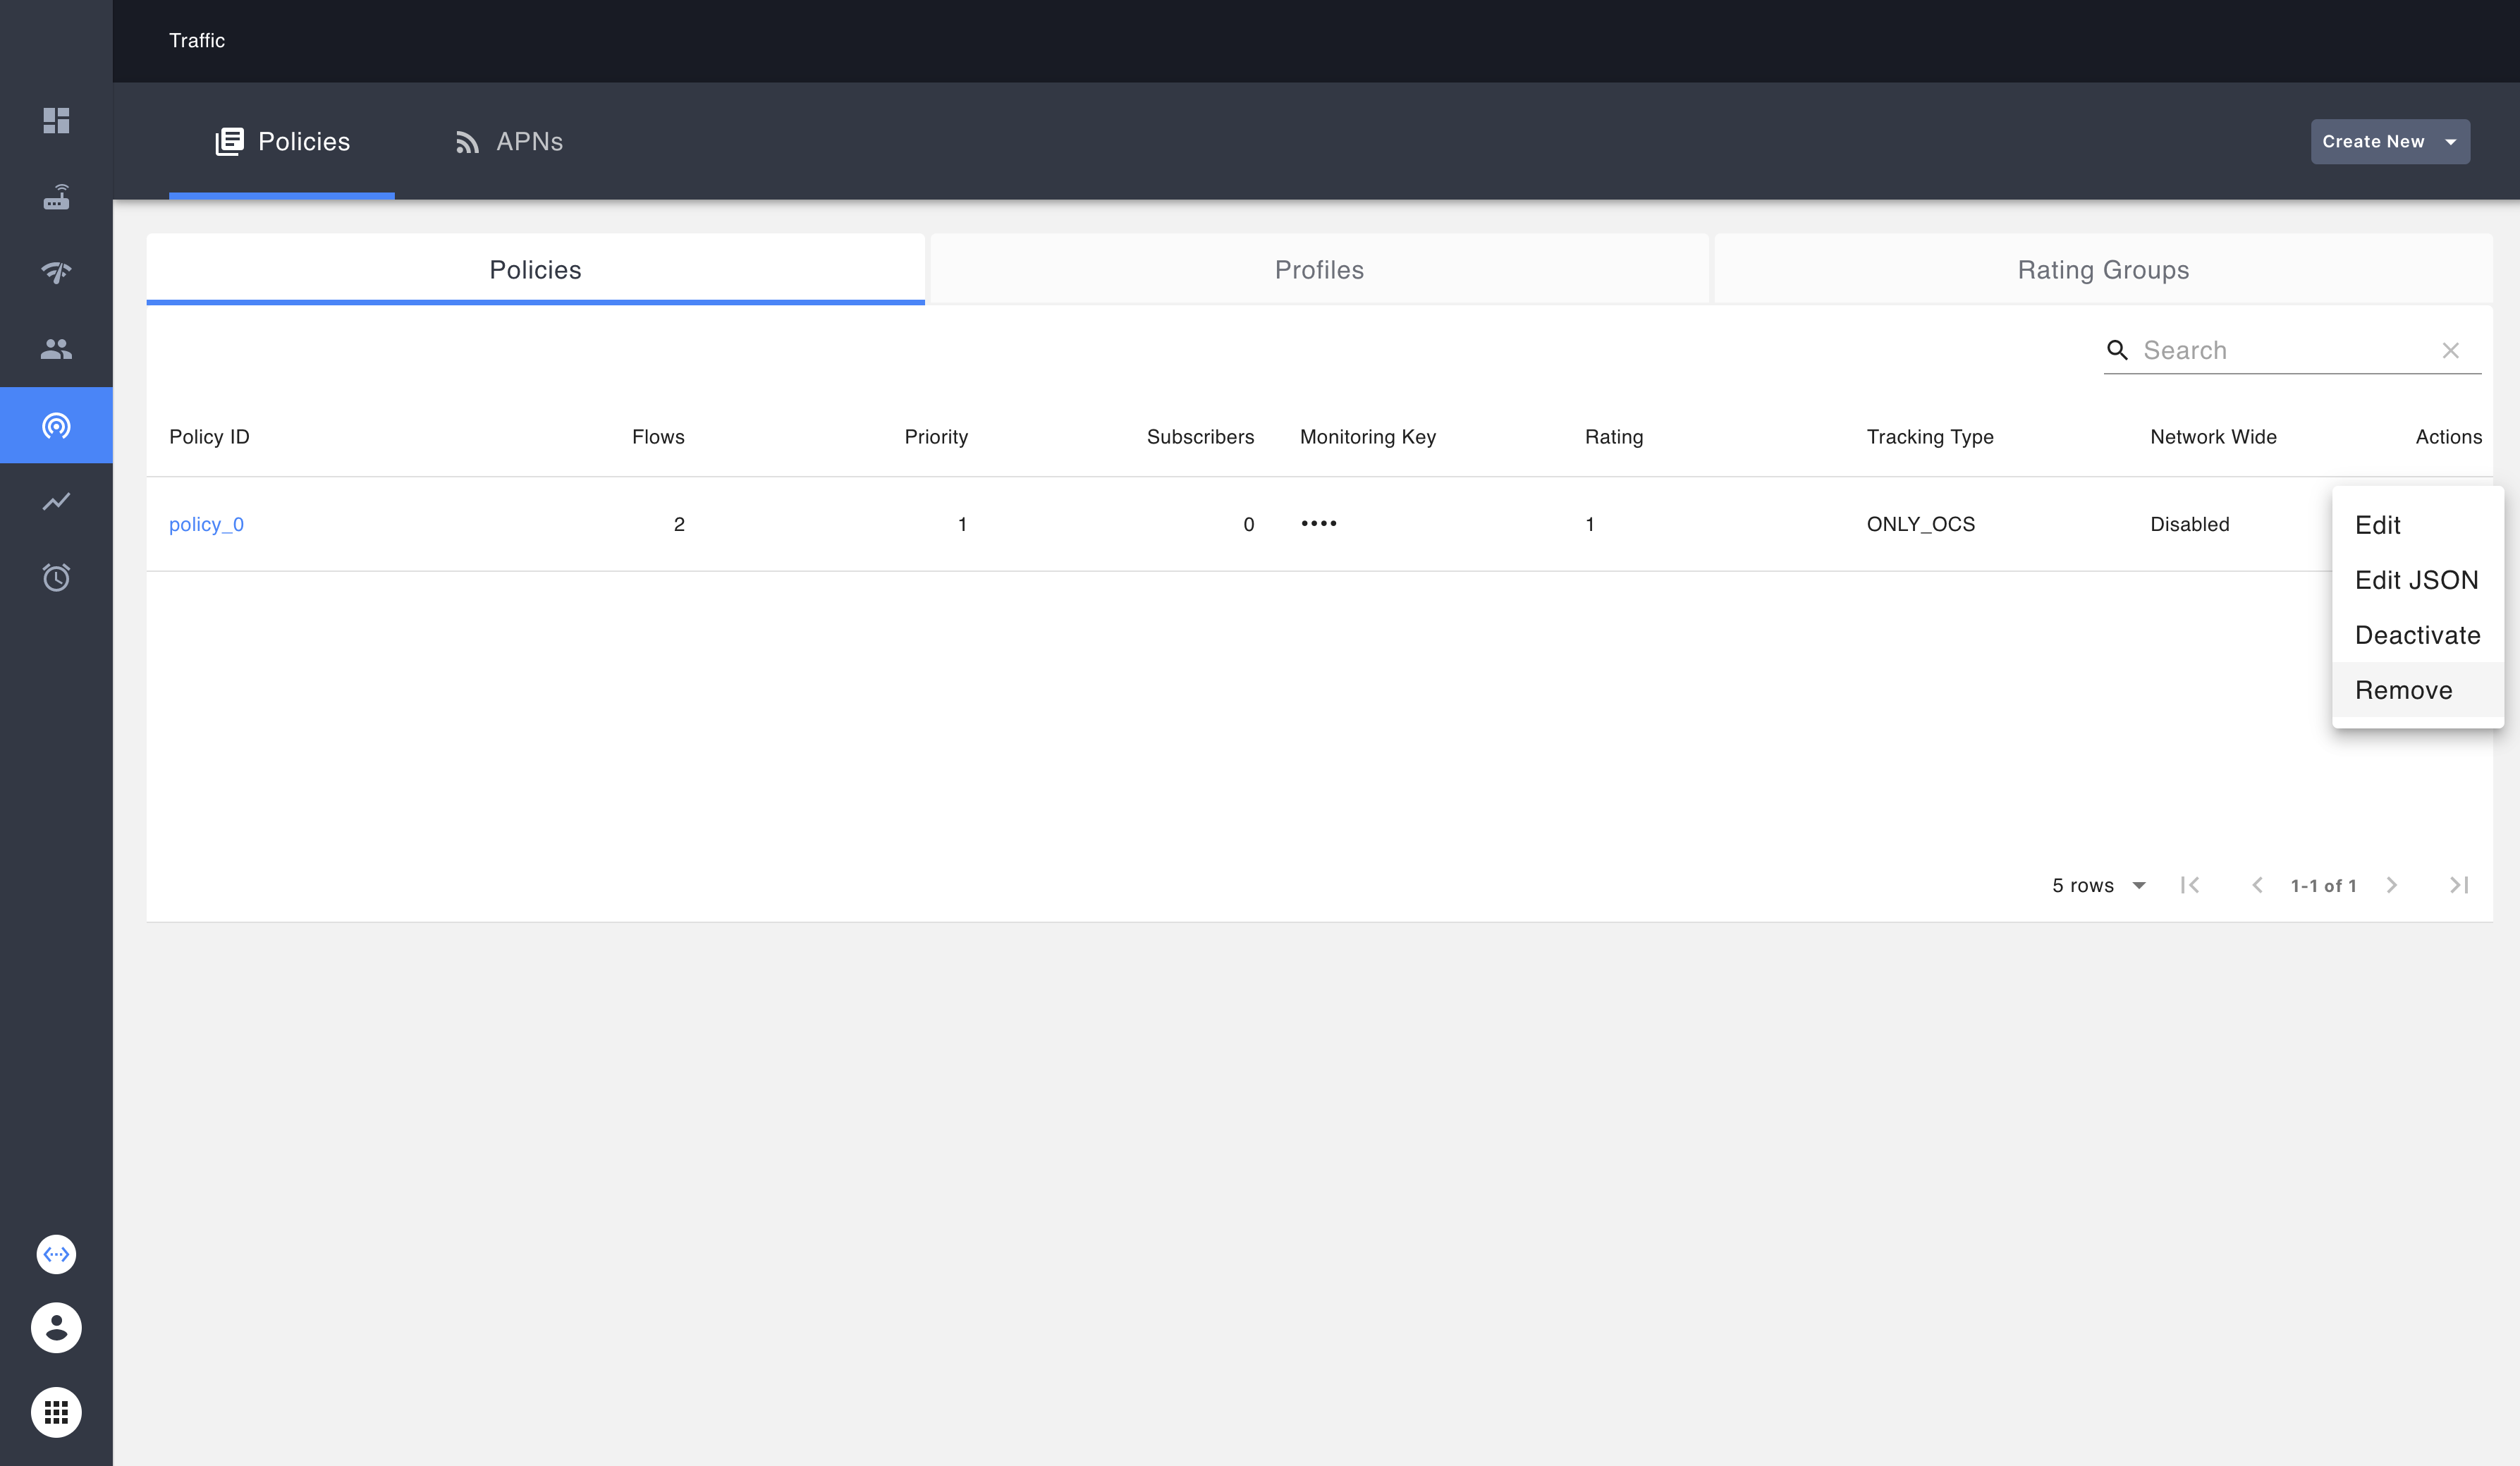 Traffic
Policies APNs Create New
Policies Profiles Rating Groups
Search
Policy ID Flows Priority Subscribers Monitoring Key Rating Tracking Type Network Wide Actions
policy_0 2 1 0 •••• 1 ONLY_OCS Disabled
Edit
Edit JSON
Deactivate
Remove
5 rows 1-1 of 1